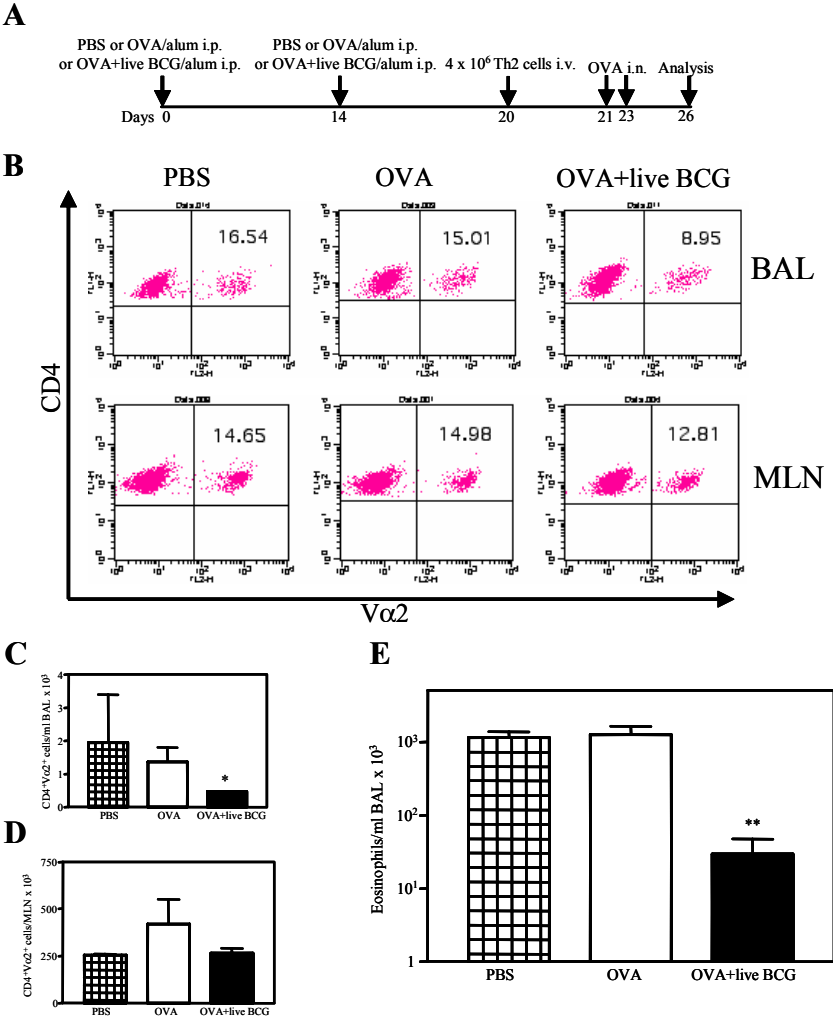 A
PBS or OVA/alum i.p.
or OVA+live BCG/alum i.p.
PBS or OVA/alum i.p.
or OVA+live BCG/alum i.p.
4 x 10⁶ Th2 cells i.v.
OVA i.n.
Analysis
Days 0 14 20 21 23 26
B
PBS OVA OVA+live BCG
16.54 15.01 8.95
BAL
14.65 14.98 12.81
MLN
CD4
Vα2
C
CD4⁺Vα2⁺ cells/ml BAL x 10³
4
3
2
1
0
*
PBS OVA OVA+live BCG
D
CD4⁺Vα2⁺ cells/MLN x 10³
750
500
250
0
PBS OVA OVA+live BCG
E
Eosinophils/ml BAL x 10³
10³
10²
10¹
1
**
PBS OVA OVA+live BCG